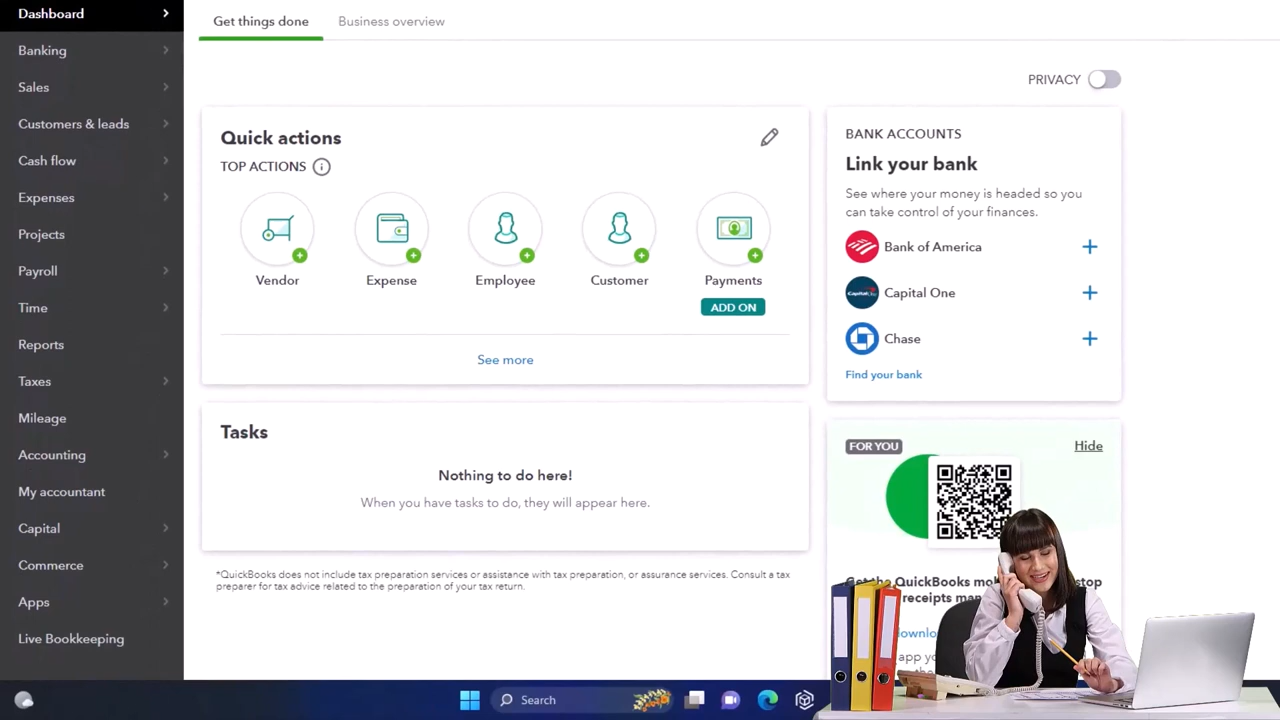 Dashboard
Banking
Sales
Customers & leads
Cash flow
Expenses
Projects
Payroll
Time
Reports
Taxes
Mileage
Accounting
My accountant
Capital
Commerce
Apps
Live Bookkeeping
Get things done
Business overview
PRIVACY
Quick actions
TOP ACTIONS
Vendor
Expense
Employee
Customer
Payments
ADD ON
See more
Tasks
Nothing to do here!
When you have tasks to do, they will appear here.
*QuickBooks does not include tax preparation services or assistance with tax preparation, or assurance services. Consult a tax
preparer for tax advice related to the preparation of your tax return.
BANK ACCOUNTS
Link your bank
See where your money is headed so you
can take control of your finances.
Bank of America
Capital One
Chase
Find your bank
FOR YOU
Hide
Get the QuickBooks
receipts
app
Search